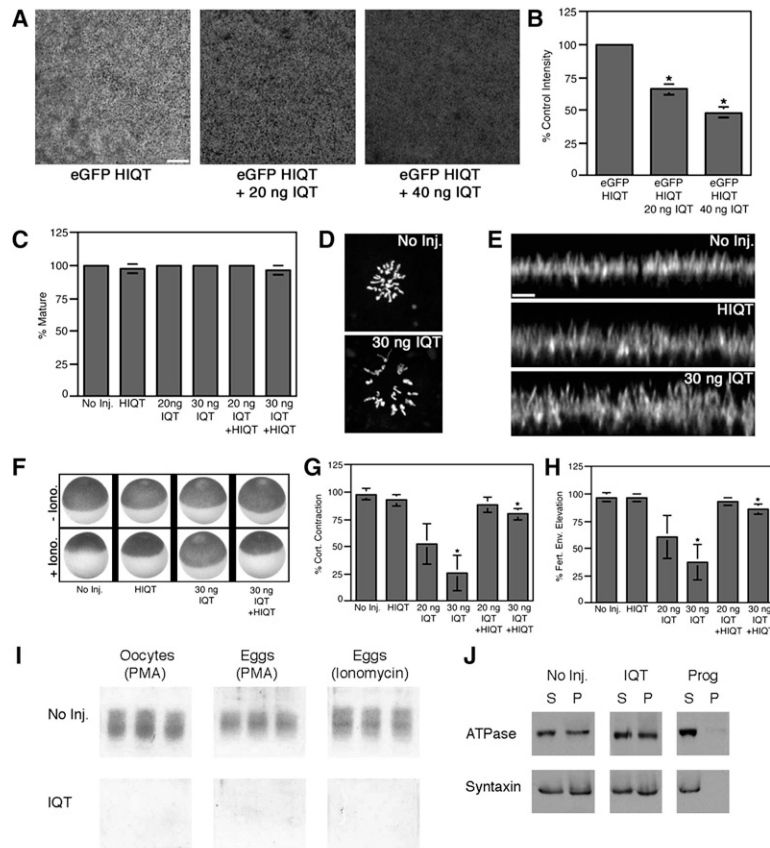 A
eGFP HIQT
eGFP HIQT
+ 20 ng IQT
eGFP HIQT
+ 40 ng IQT
B
% Control Intensity
125
100
75
50
25
0
eGFP
HIQT
eGFP
HIQT
20 ng IQT
eGFP
HIQT
40 ng IQT
*
*
C
% Mature
125
100
75
50
25
0
No Inj.
HIQT
20ng
IQT
30 ng
IQT
20 ng
IQT
+HIQT
30 ng
IQT
+HIQT
D
No Inj.
30 ng IQT
E
No Inj.
HIQT
30 ng IQT
F
- Iono.
+ Iono.
No Inj.
HIQT
30 ng
IQT
30 ng
IQT
+HIQT
G
% Cort. Contraction
125
100
75
50
25
0
*
*
No Inj.
HIQT
20 ng
IQT
30 ng
IQT
20 ng
IQT
+HIQT
30 ng
IQT
+HIQT
H
% Fert. Env. Elevation
125
100
75
50
25
0
*
*
No Inj.
HIQT
20 ng
IQT
30 ng
IQT
20 ng
IQT
+HIQT
30 ng
IQT
+HIQT
I
Oocytes
(PMA)
Eggs
(PMA)
Eggs
(Ionomycin)
No Inj.
IQT
J
No Inj. IQT Prog
S P S P S P
ATPase
Syntaxin